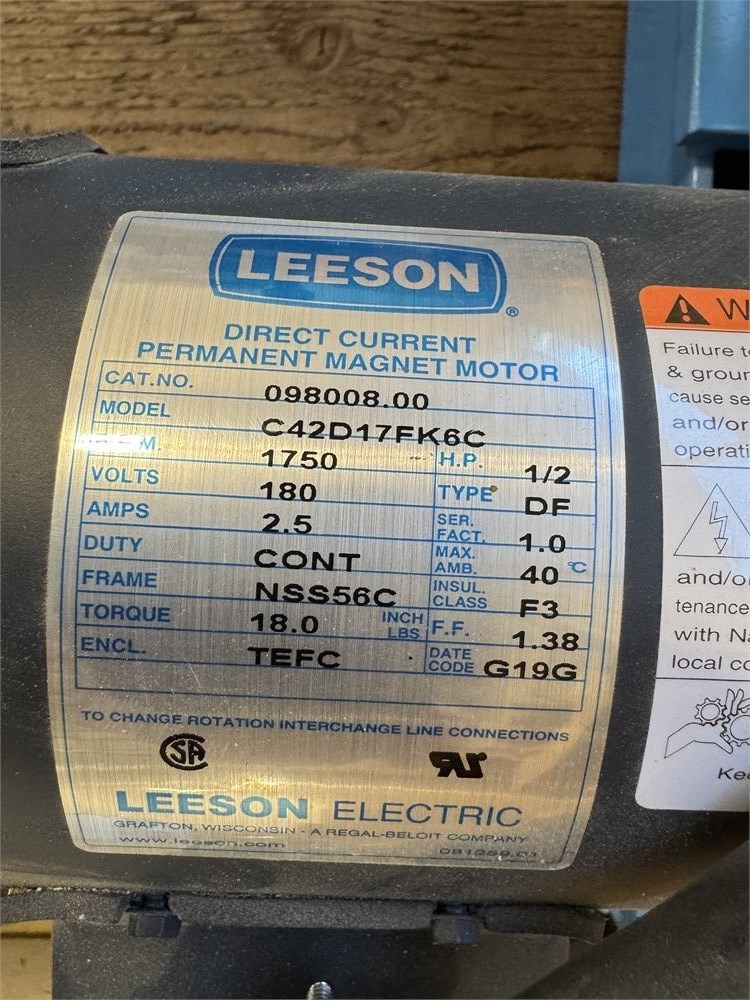 LEESON
®
DIRECT CURRENT
PERMANENT MAGNET MOTOR
CAT.NO. 098008.00
MODEL C42D17FK6C
M. 1750 H.P. 1/2
VOLTS 180 TYPE DF
AMPS 2.5 SER. FACT. 1.0
DUTY CONT MAX. AMB. 40 °C
FRAME NSS56C INSUL. CLASS F3
TORQUE 18.0 INCH LBS F.F. 1.38
ENCL. TEFC DATE CODE G19G
TO CHANGE ROTATION INTERCHANGE LINE CONNECTIONS
LEESON ELECTRIC
GRAFTON, WISCONSIN - A REGAL-BELOIT COMPANY
www.leeson.com
W
Failure t
& groun
cause se
and/or
operati
and/o
tenance
with Na
local co
Kee